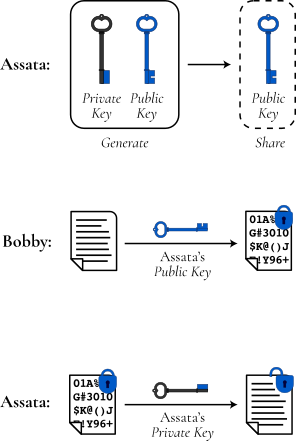 Assata:
Private Key
Public Key
Generate
Public Key
Share
Bobby:
Assata's
Public Key
01A%
G#3010
$K@()J
!Y96+
Assata:
01A%
G#3010
$K@()J
!Y96+
Assata's
Private Key